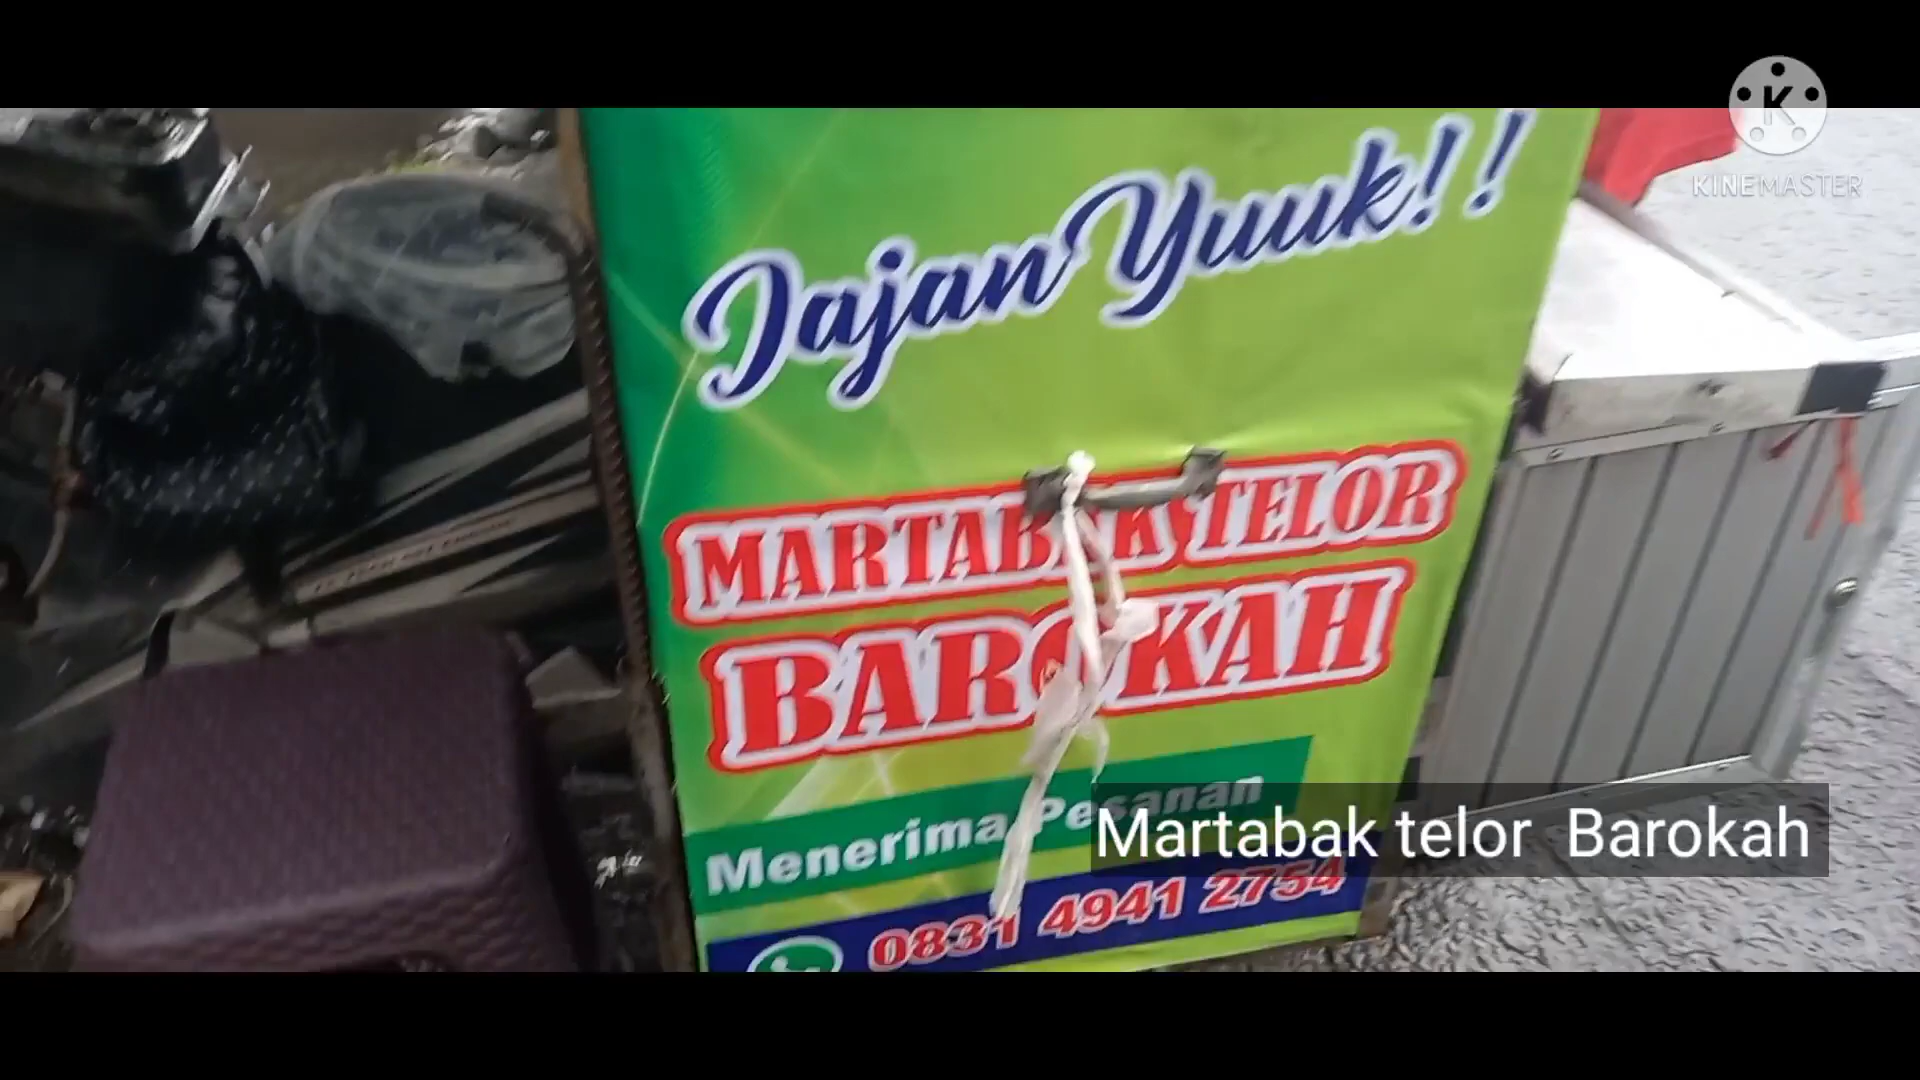 KINEMASTER
Jajan Yuuk!!
MARTABAK TELOR
BAROKAH
Menerima Pesanan
Martabak telor Barokah
0831 4941 2754